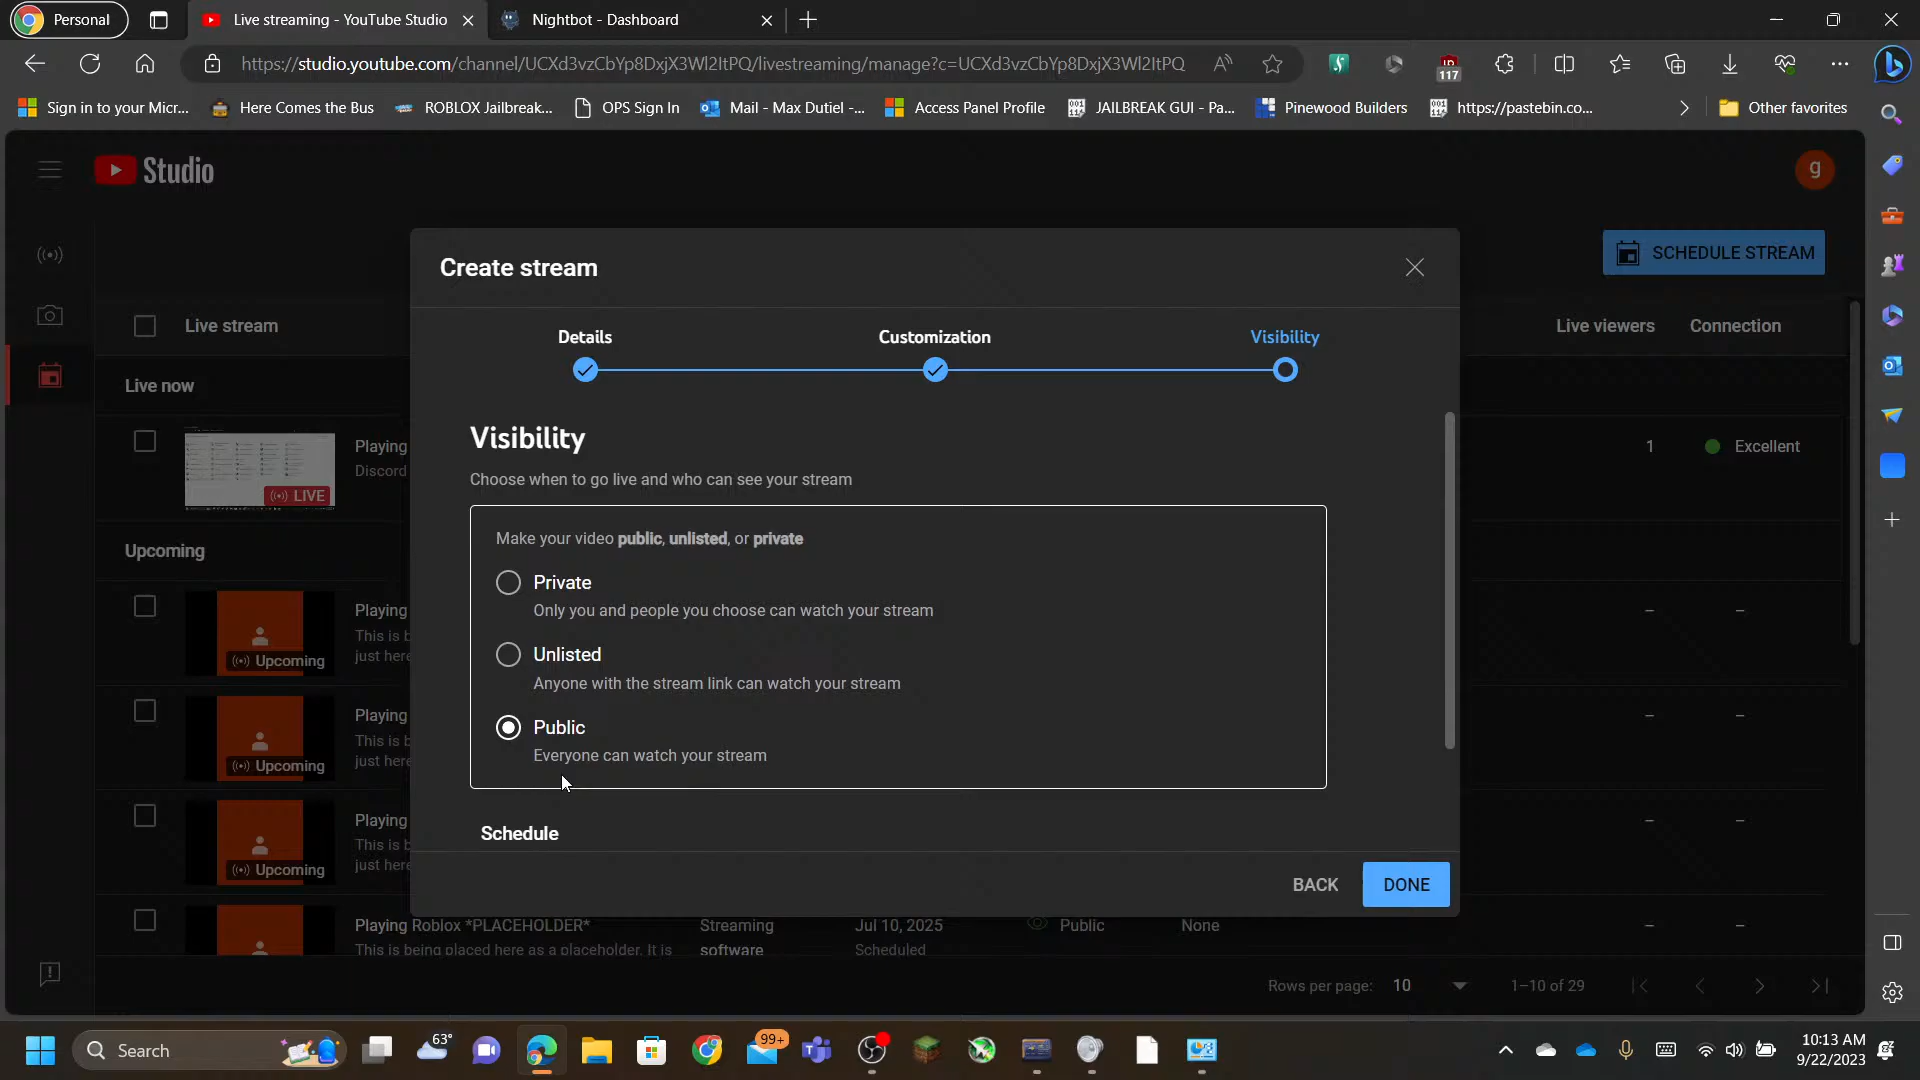 Personal
Live streaming - YouTube Studio
Nightbot - Dashboard
https://studio.youtube.com/channel/UCXd3vzCbYp8DxjX3Wl2ItPQ/livestreaming/manage?c=UCXd3vzCbYp8DxjX3Wl2ItPQ
117
Sign in to your Micr...
Here Comes the Bus
ROBLOX Jailbreak...
OPS Sign In
Mail - Max Dutiel -...
Access Panel Profile
JAILBREAK GUI - Pa...
Pinewood Builders
https://pastebin.co...
Other favorites
Studio
g
SCHEDULE STREAM
Create stream
Details
Customization
Visibility
Live stream
Live viewers
Connection
Live now
Playing
Discord
LIVE
1
Excellent
Visibility
Choose when to go live and who can see your stream
Make your video public, unlisted, or private
Private
Only you and people you choose can watch your stream
Unlisted
Anyone with the stream link can watch your stream
Public
Everyone can watch your stream
Schedule
BACK
DONE
Upcoming
Playing
This is b
just here
Upcoming
– –
Playing
This is b
just here
Upcoming
– –
Playing
This is b
just here
Upcoming
– –
Playing Roblox *PLACEHOLDER*
This is being placed here as a placeholder. It is
Streaming
software
Jul 10, 2025
Scheduled
Public
None
– –
Rows per page: 10
1–10 of 29
Search
63°
99+
10:13 AM
9/22/2023